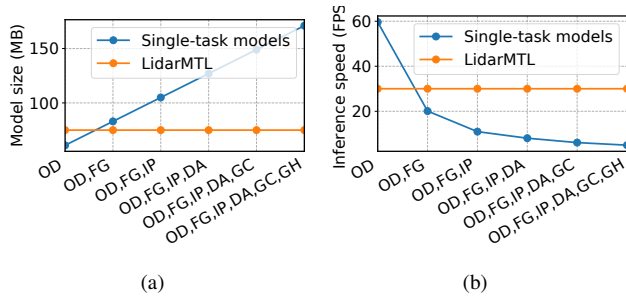 Model size (MB)
150
100
Single-task models
LidarMTL
OD
OD,FG
OD,FG,IP
OD,FG,IP,DA
OD,FG,IP,DA,GC
OD,FG,IP,DA,GC,GH
(a)
Inference speed (FPS
60
40
20
Single-task models
LidarMTL
OD
OD,FG
OD,FG,IP
OD,FG,IP,DA
OD,FG,IP,DA,GC
OD,FG,IP,DA,GC,GH
(b)